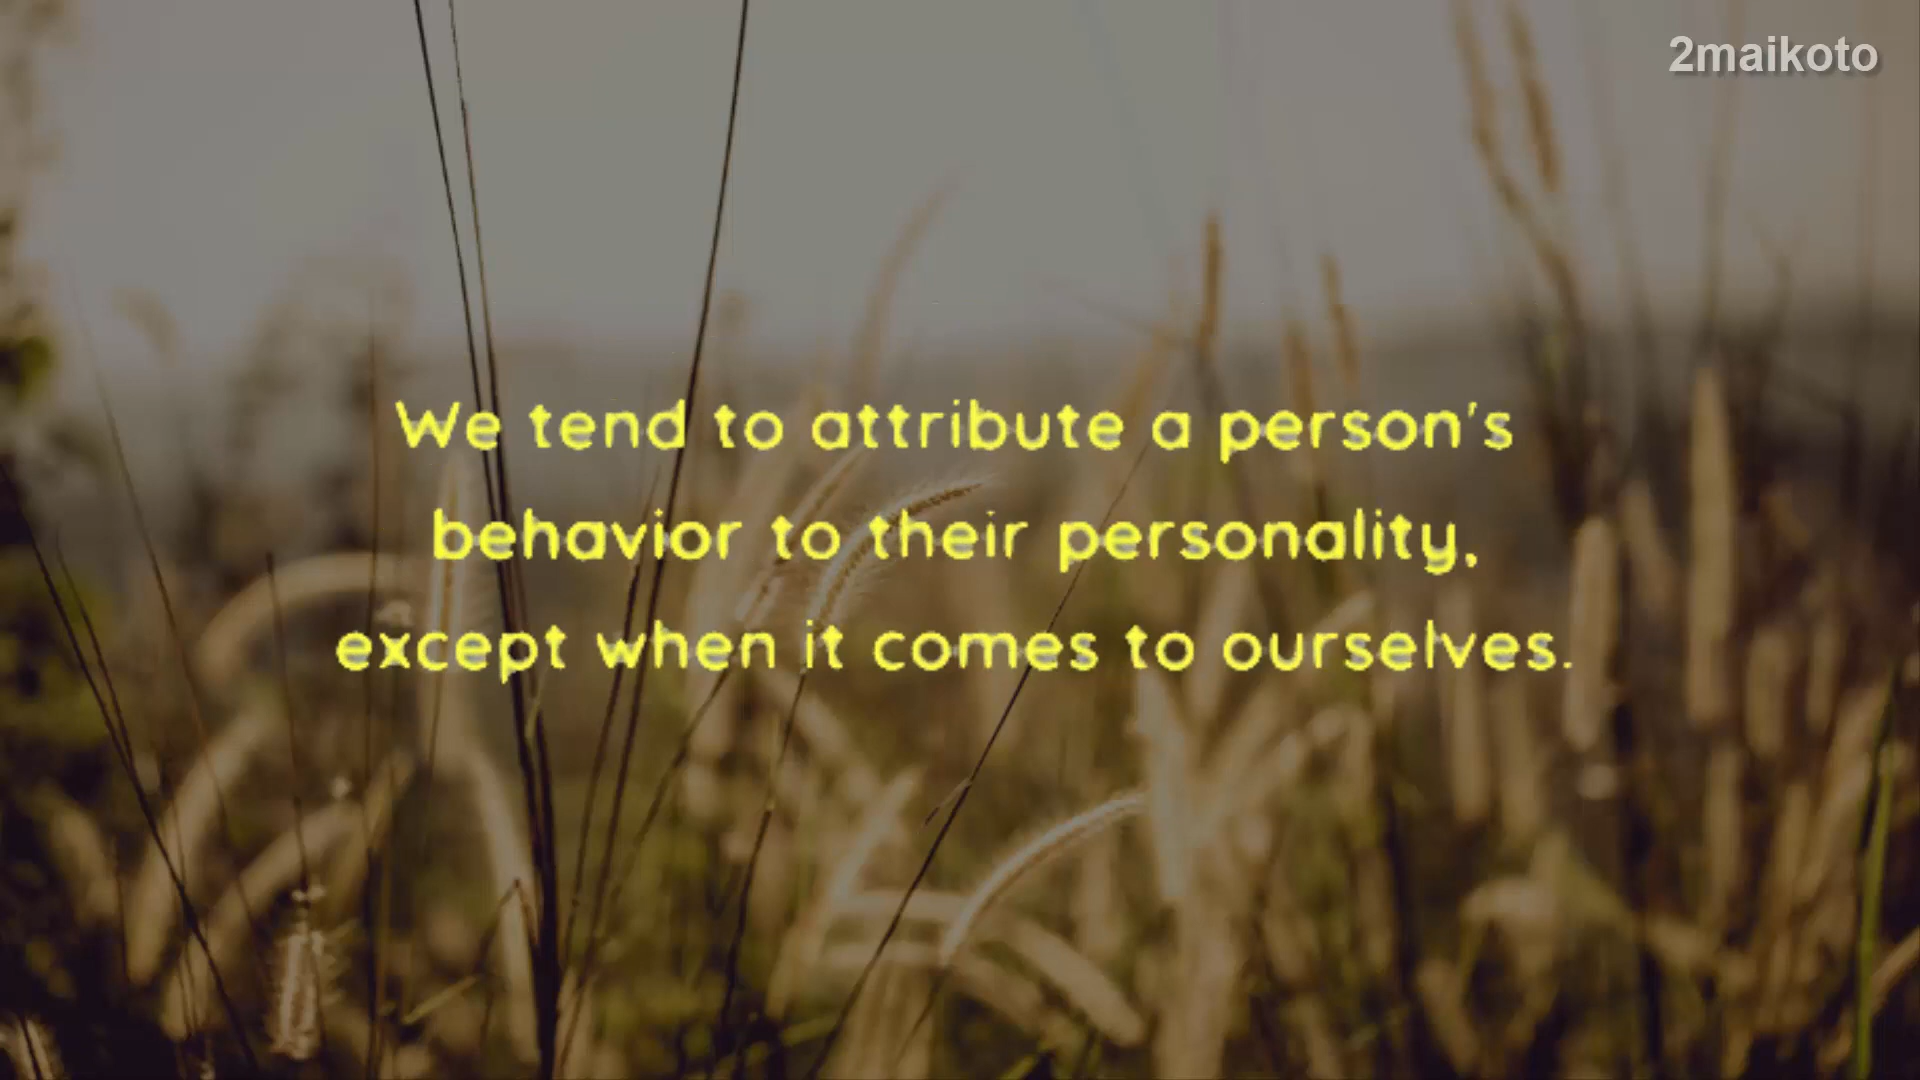 2maikoto
We tend to attribute a person's
behavior to their personality,
except when it comes to ourselves.